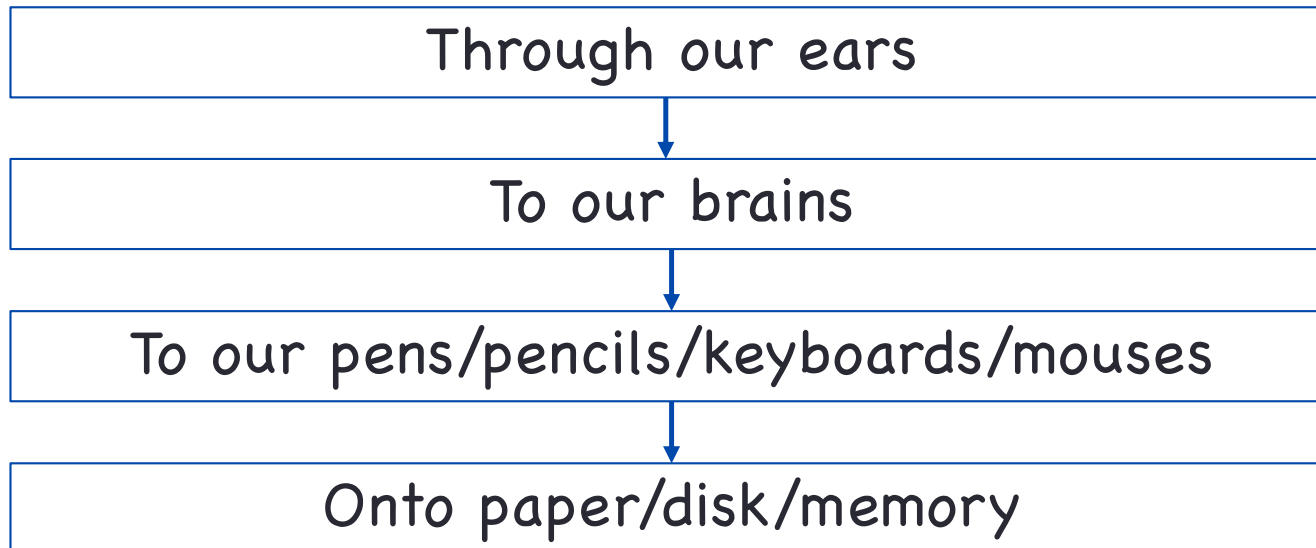 Through our ears
To our brains
To our pens/pencils/keyboards/mouses
Onto paper/disk/memory